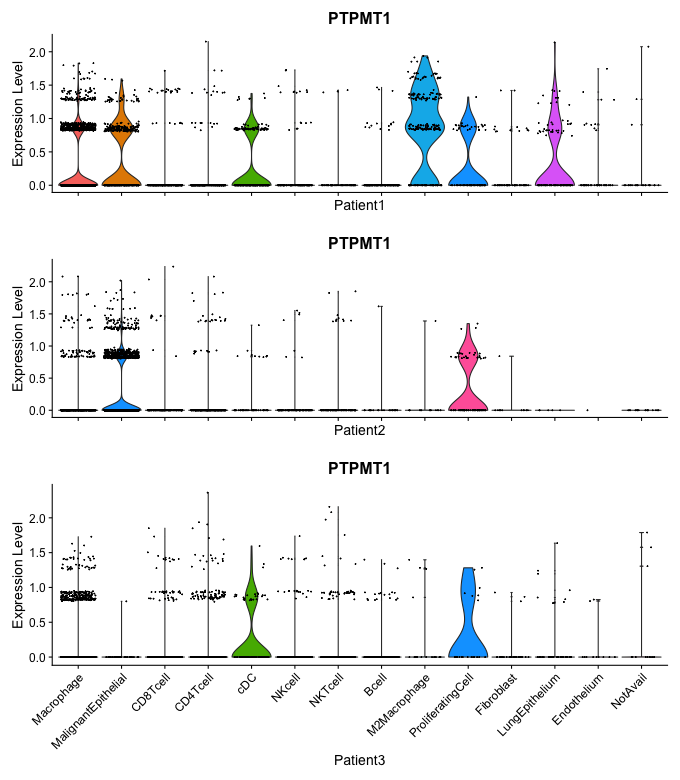 PTPMT1
Expression Level
2.0
1.5
1.0
0.5
0.0
Patient1
PTPMT1
Expression Level
2.0
1.5
1.0
0.5
0.0
Patient2
PTPMT1
Expression Level
2.0
1.5
1.0
0.5
0.0
Macrophage
MalignantEpithelial
CD8Tcell
CD4Tcell
cDC
NKcell
NKTcell
Bcell
M2Macrophage
ProliferatingCell
Fibroblast
LungEpithelium
Endothelium
NotAvail
Patient3